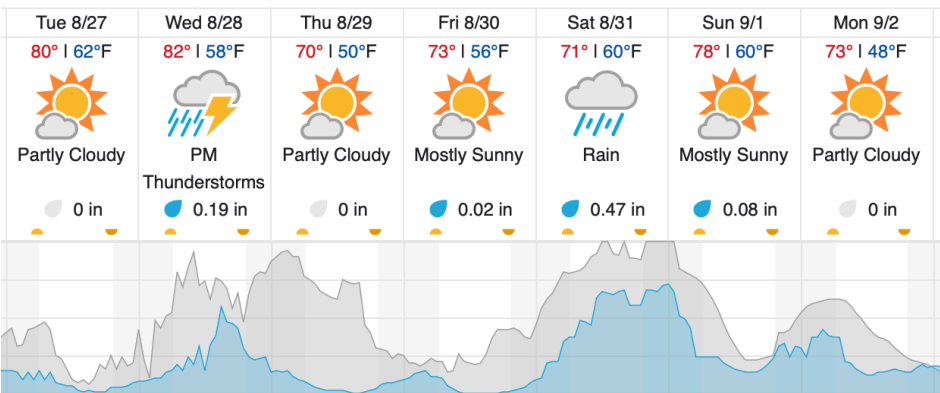 Tue 8/27 Wed 8/28 Thu 8/29 Fri 8/30 Sat 8/31 Sun 9/1 Mon 9/2
80° | 62°F 82° | 58°F 70° | 50°F 73° | 56°F 71° | 60°F 78° | 60°F 73° | 48°F
Partly Cloudy PM Partly Cloudy Mostly Sunny Rain Mostly Sunny Partly Cloudy
Thunderstorms
0 in 0.19 in 0 in 0.02 in 0.47 in 0.08 in 0 in